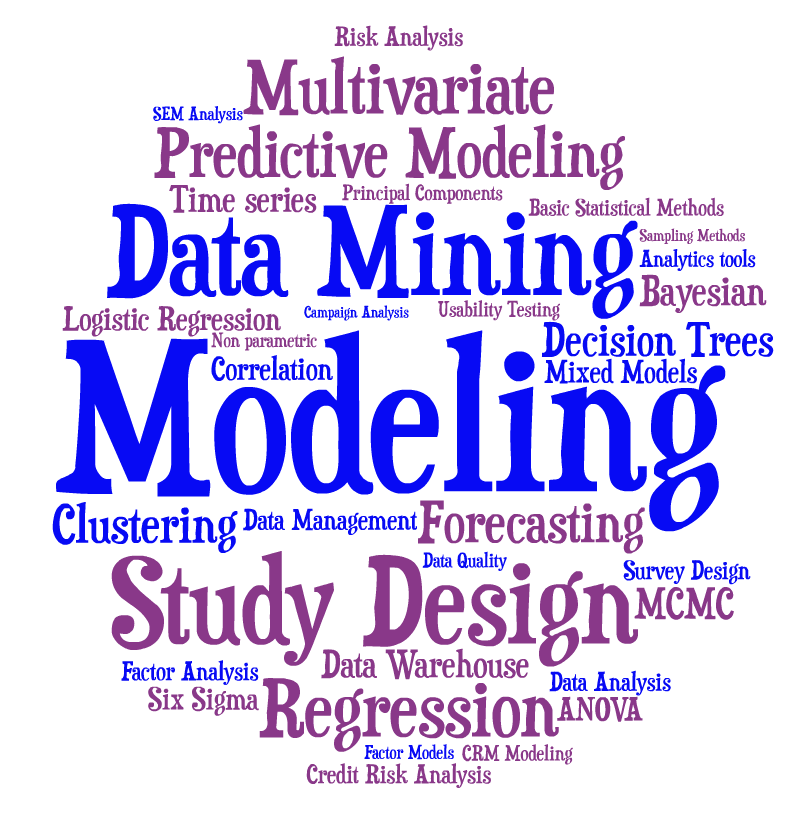 Risk Analysis
Multivariate
SEM Analysis
Predictive Modeling
Time series
Principal Components
Basic Statistical Methods
Data Mining
Sampling Methods
Analytics tools
Bayesian
Logistic Regression
Campaign Analysis
Usability Testing
Non parametric
Decision Trees
Correlation
Mixed Models
Modeling
Clustering
Data Management
Forecasting
Data Quality
Survey Design
Study Design
MCMC
Data Warehouse
Factor Analysis
Data Analysis
Six Sigma
Regression
ANOVA
Factor Models
CRM Modeling
Credit Risk Analysis